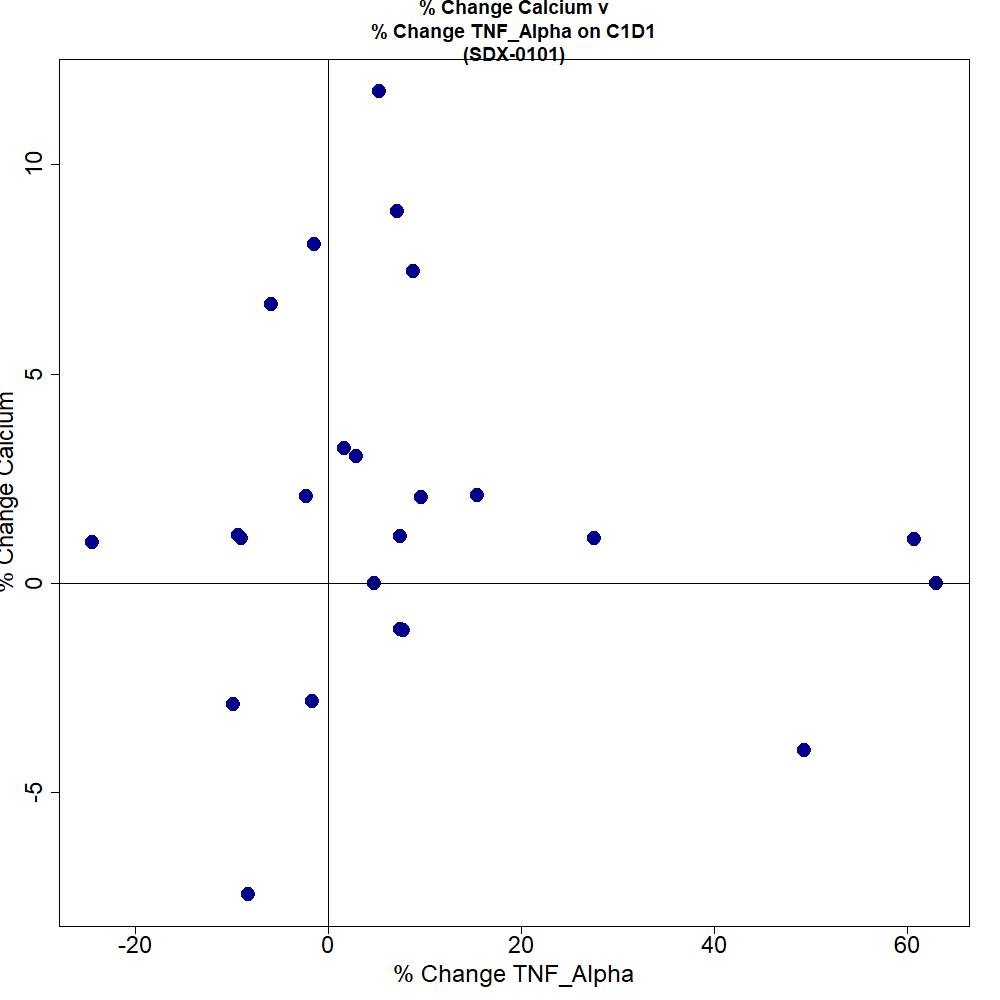 % Change Calcium v
% Change TNF_Alpha on C1D1
(SDX-0101)
% Change Calcium
10
5
0
-5
-20
0
20
40
60
% Change TNF_Alpha